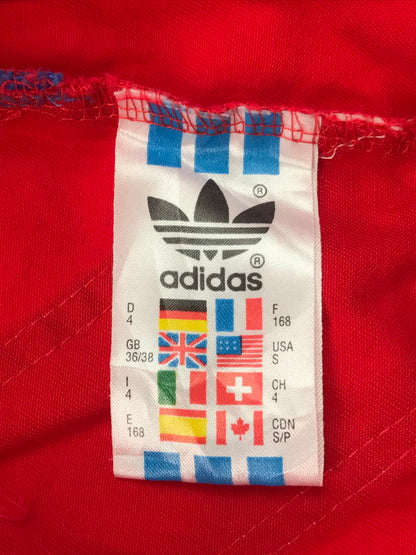 ®
adidas ®
D
4
F
168
GB
36/38
USA
S
I
4
CH
4
E
168
CDN
S/P